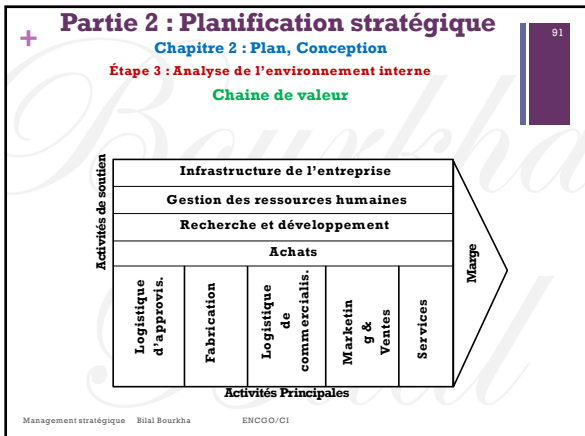 +
Partie 2 : Planification stratégique
91
Chapitre 2 : Plan, Conception
Étape 3 : Analyse de l'environnement interne
Chaine de valeur
Activités de soutien
Infrastructure de l'entreprise
Gestion des ressources humaines
Recherche et développement
Achats
Logistique
d'approvis.
Fabrication
Logistique
de
commercialis.
Marketin
g &
Ventes
Services
Marge
Activités Principales
Management stratégique Bilal Bourkha ENCGO/CI
Bourkha
Bilal